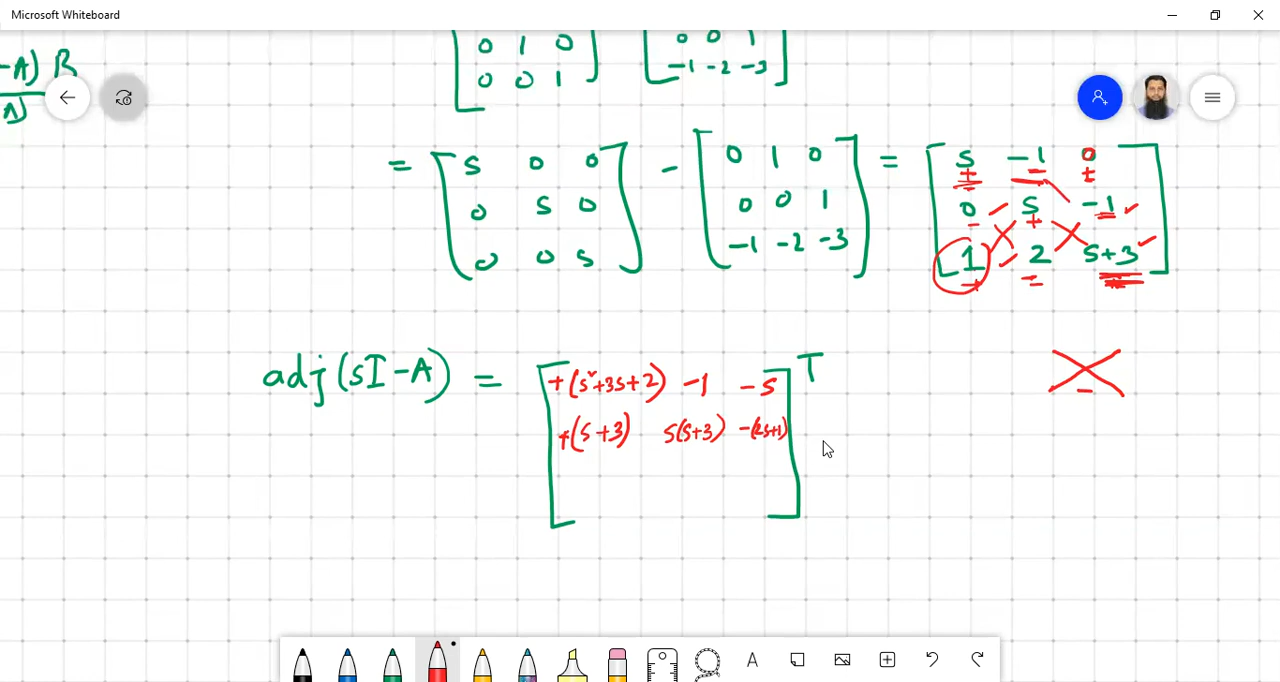 Microsoft Whiteboard
-A) B
A)
0 1 0
0 0 1
0 0 1
-1 -2 -3
= [s 0 0 - [0 1 0 = [s -1 0
0 s 0 0 0 1 0 s -1
0 0 s] -1 -2 -3] 1 2 s+3]
+ - +
- + -
+ - +
adj(sI-A) = [+(s²+3s+2) -1 -s]T
+(s+3) s(s+3) -(2s+1)
-
A